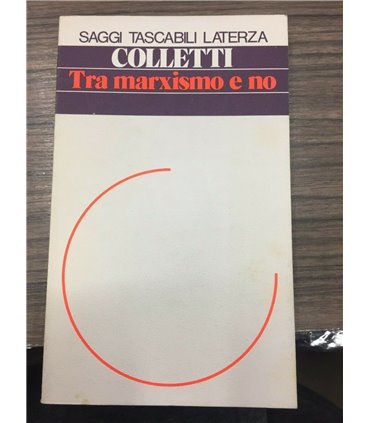 SAGGI TASCABILI LATERZA
COLLETTI
Tra marxismo e no